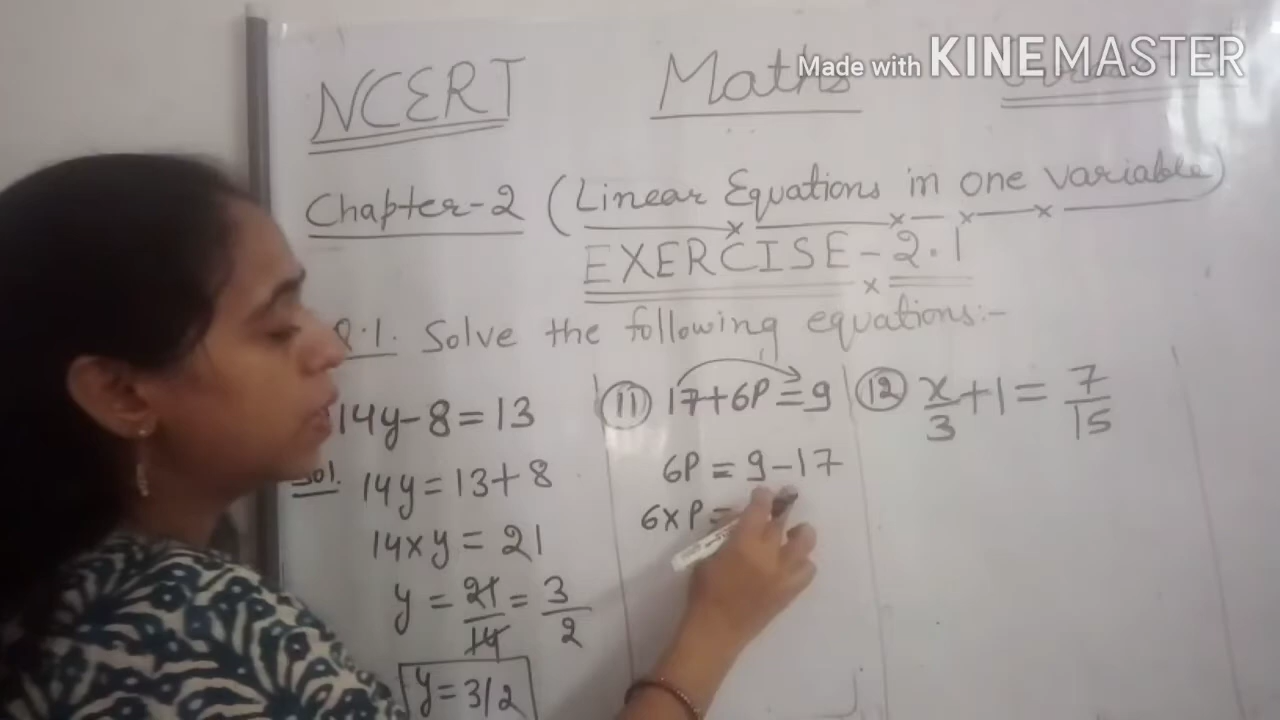 Made with KINEMASTER
NCERT Maths
Chapter-2 (Linear Equations in one variable)
EXERCISE-2.1
Q.1. Solve the following equations:-
14y-8=13
Sol. 14y=13+8
14×y=21
y=21/14=3/2
y=3/2
11 17+6P=9
6P=9-17
6×P=
12 x/3+1=7/15